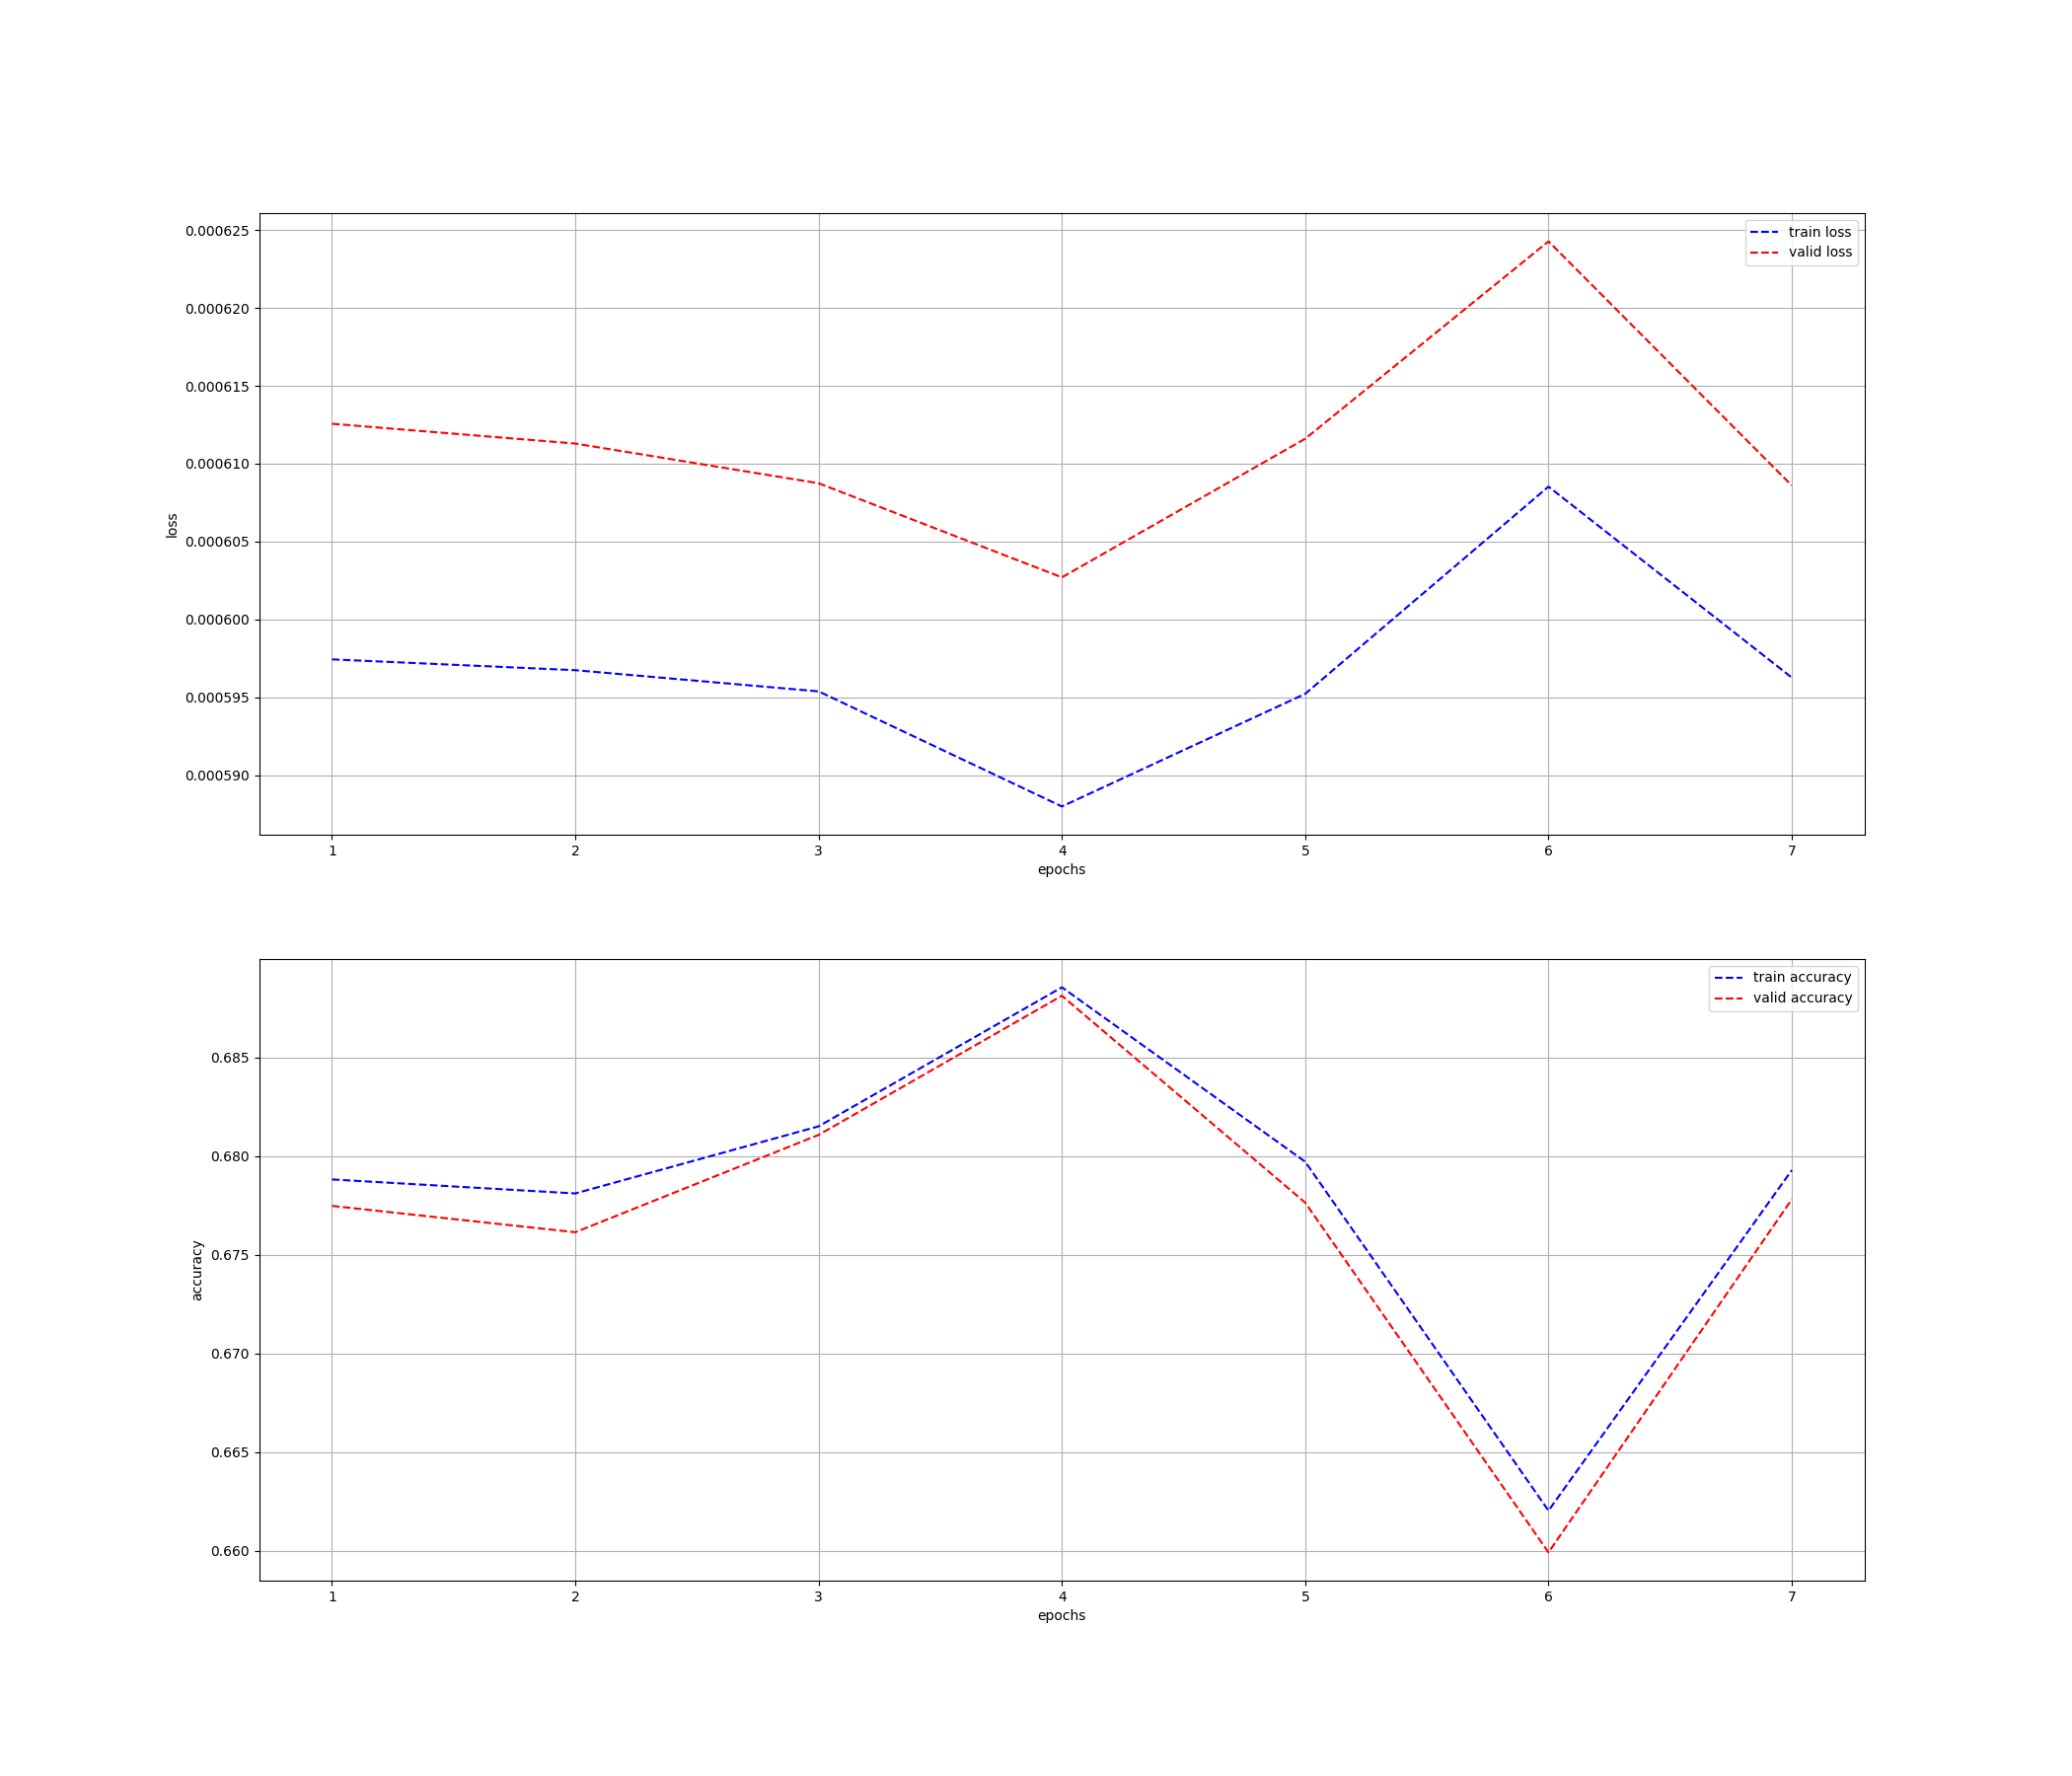 0.000625
0.000620
0.000615
0.000610
0.000605
0.000600
0.000595
0.000590
loss
train loss
valid loss
1 2 3 4 5 6 7
epochs
0.685
0.680
0.675
0.670
0.665
0.660
accuracy
train accuracy
valid accuracy
1 2 3 4 5 6 7
epochs